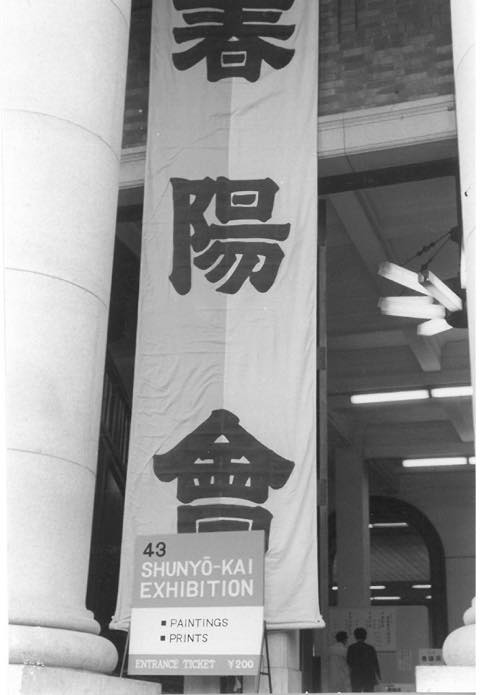 春
陽
會
43
SHUNYŌ-KAI
EXHIBITION
▪ PAINTINGS
▪ PRINTS
ENTRANCE TICKET ¥200